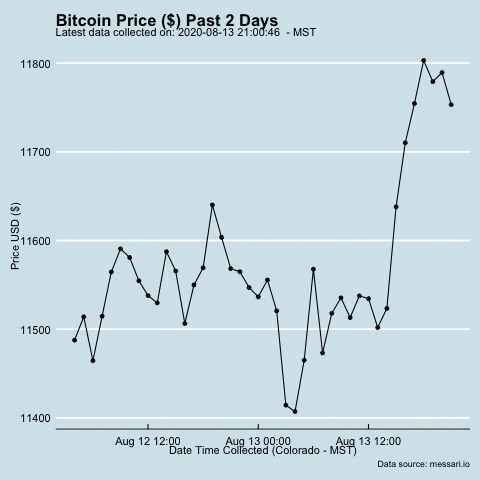 Bitcoin Price ($) Past 2 Days
Latest data collected on: 2020-08-13 21:00:46  - MST
11800
11700
11600
11500
11400
Price USD ($)
Aug 12 12:00
Aug 13 00:00
Aug 13 12:00
Date Time Collected (Colorado - MST)
Data source: messari.io